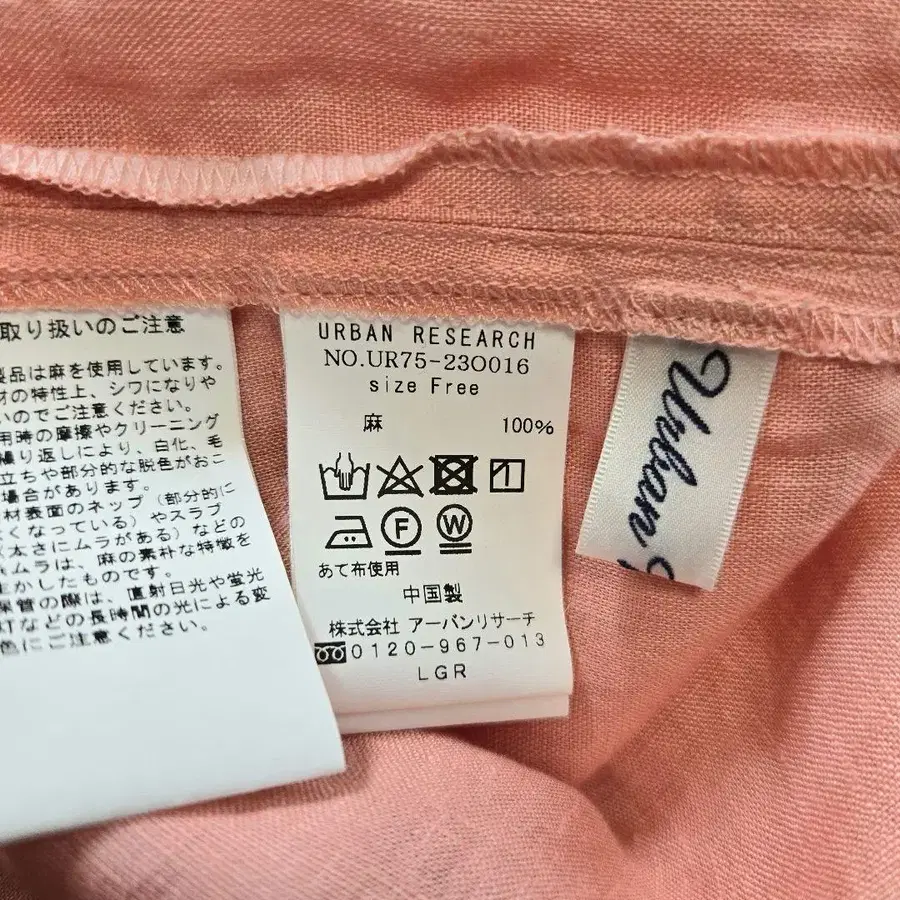 取り扱いのご注意
製品は麻を使用しています。
材の特性上、シワになりや
いのでご注意ください。
用時の摩擦やクリーニング
繰り返しにより、白化、毛
立ちや部分的な脱色がおこ
場合があります。
材表面のネップ（部分的に
くなっている）やスラブ
太さにムラがある）などの
ムラは、麻の素朴な特徴を
かしたものです。
保管の際は、直射日光や蛍光
灯などの長時間の光による変
色にご注意ください。
URBAN RESEARCH
NO.UR75-23O016
size Free
麻 100%
F W
あて布使用
中国製
株式会社 アーバンリサーチ
0120-967-013
LGR
Urban